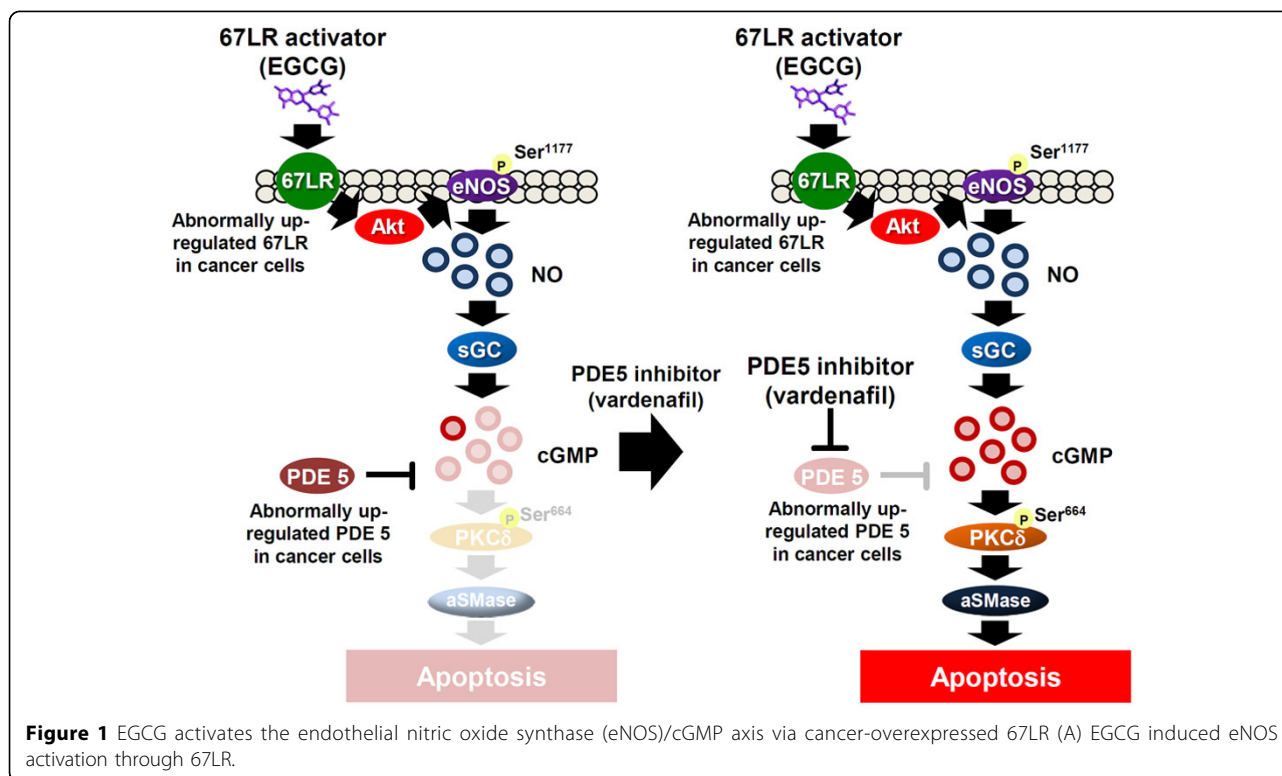 67LR activator
(EGCG)
Ser1177
P
67LR
eNOS
Abnormally up-
regulated 67LR
in cancer cells
Akt
NO
sGC
PDE5 inhibitor
(vardenafil)
cGMP
PDE 5
Abnormally up-
regulated PDE 5
in cancer cells
P
Ser664
PKCδ
aSMase
Apoptosis
67LR activator
(EGCG)
Ser1177
P
67LR
eNOS
Abnormally up-
regulated 67LR
in cancer cells
Akt
NO
sGC
PDE5 inhibitor
(vardenafil)
cGMP
PDE 5
Abnormally up-
regulated PDE 5
in cancer cells
P
Ser664
PKCδ
aSMase
Apoptosis
Figure 1 EGCG activates the endothelial nitric oxide synthase (eNOS)/cGMP axis via cancer-overexpressed 67LR (A) EGCG induced eNOS
activation through 67LR.